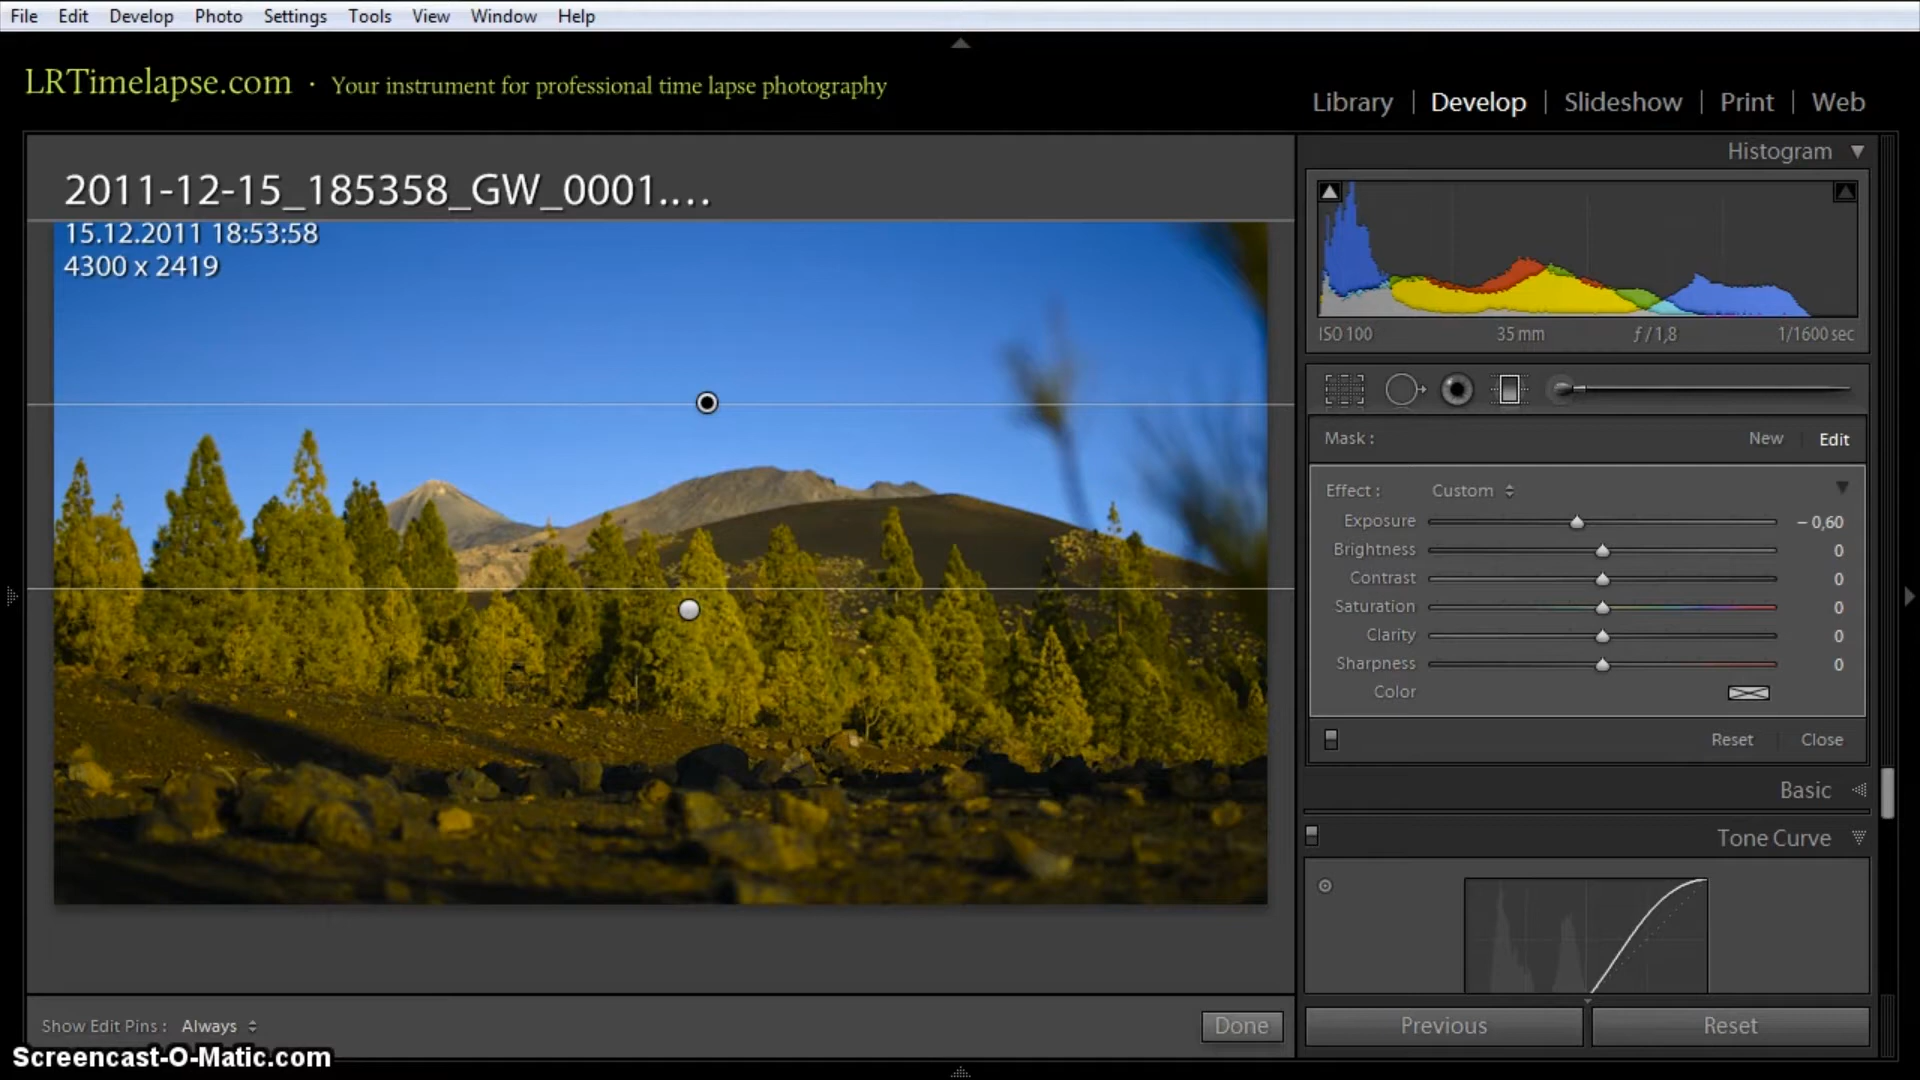 File Edit Develop Photo Settings Tools View Window Help
LRTimelapse.com · Your instrument for professional time lapse photography
Library | Develop | Slideshow | Print | Web
2011-12-15_185358_GW_0001....
15.12.2011 18:53:58
4300 x 2419
Histogram
ISO 100 35 mm ƒ / 1,8 1/1600 sec
Mask : New Edit
Effect : Custom
Exposure – 0,60
Brightness 0
Contrast 0
Saturation 0
Clarity 0
Sharpness 0
Color
Reset Close
Basic
Tone Curve
Show Edit Pins : Always Done
Previous Reset
Screencast-O-Matic.com